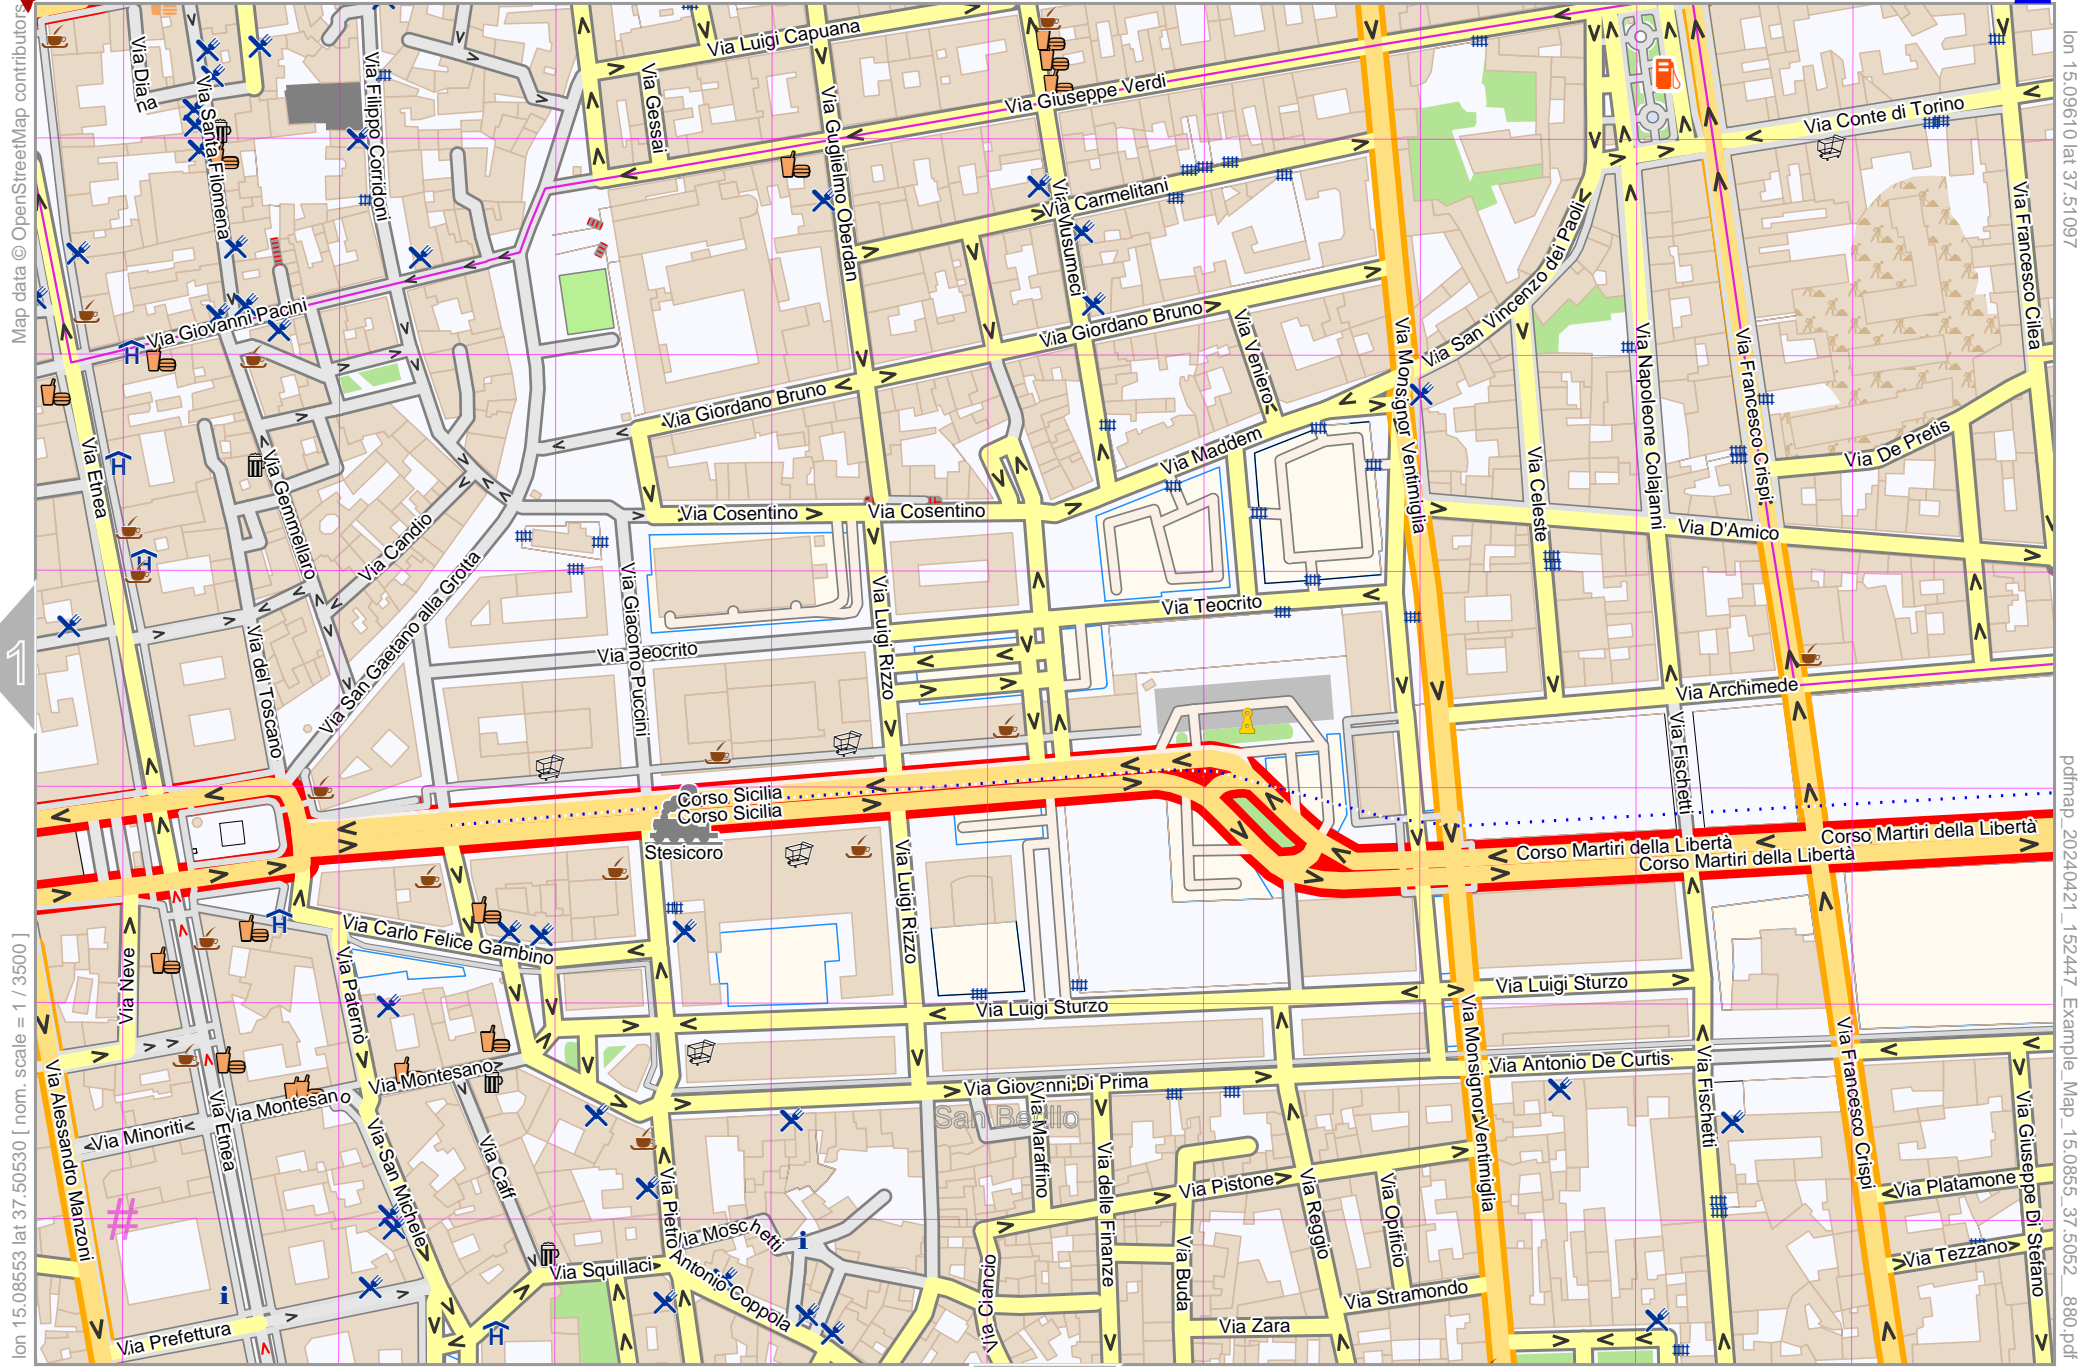 Map data © OpenStreetMap contributors
lon 15.08553 lat 37.50530 [ nom. scale = 1 / 3500 ]
lon 15.09610 lat 37.51097
pdfmap_20240421_152447_Example_Map_15.0855_37.5052__880.pdf
1
Via Diana
Via Santa Filomena
Via Filippo Corridoni
Via Luigi Capuana
Via Gessai
Via Guglielmo Oberdan
Via Giuseppe Verdi
Via Carmelitani
Via Musumeci
Via Conte di Torino
Via Francesco Cilea
Via San Vincenzo dei Paoli
Via Giovanni Pacini
Via Giordano Bruno
Via Giordano Bruno
Via Veniero
Via Monsignor Ventimiglia
Via Napoleone Colajanni
Via Francesco Crispi
Via De Pretis
Via Etnea
Via Gemmellaro
Via Candio
Via San Gaetano alla Grotta
Via Maddem
Via Celeste
Via Cosentino
Via Cosentino
Via D'Amico
Via Giacomo Puccini
Via Luigi Rizzo
Via Teocrito
Via Teocrito
Via del Toscano
Via Archimede
Via Fischetti
Corso Sicilia
Corso Sicilia
Stesicoro
Corso Martiri della Libertà
Corso Martiri della Libertà
Corso Martiri della Libertà
Via Luigi Rizzo
Via Carlo Felice Gambino
Via Neve
Via Paternò
Via Luigi Sturzo
Via Luigi Sturzo
Via Monsignor Ventimiglia
Via Antonio De Curtis
Via Francesco Crispi
Via Fischetti
Via Alessandro Manzoni
Via Montesano
Via Montesano
Via Minoriti
Via Etnea
Via Giovanni Di Prima
San Berillo
Via Maraffino
Via delle Finanze
Via San Michele
Via Caff
Via Pietro Antonio Coppola
Via Moschetti
Via Squillaci
Via Prefettura
Via Ciancio
Via Pistone
Via Buda
Via Reggio
Via Opificio
Via Stramondo
Via Zara
Via Platamone
Via Tezzano
Via Giuseppe Di Stefano
#